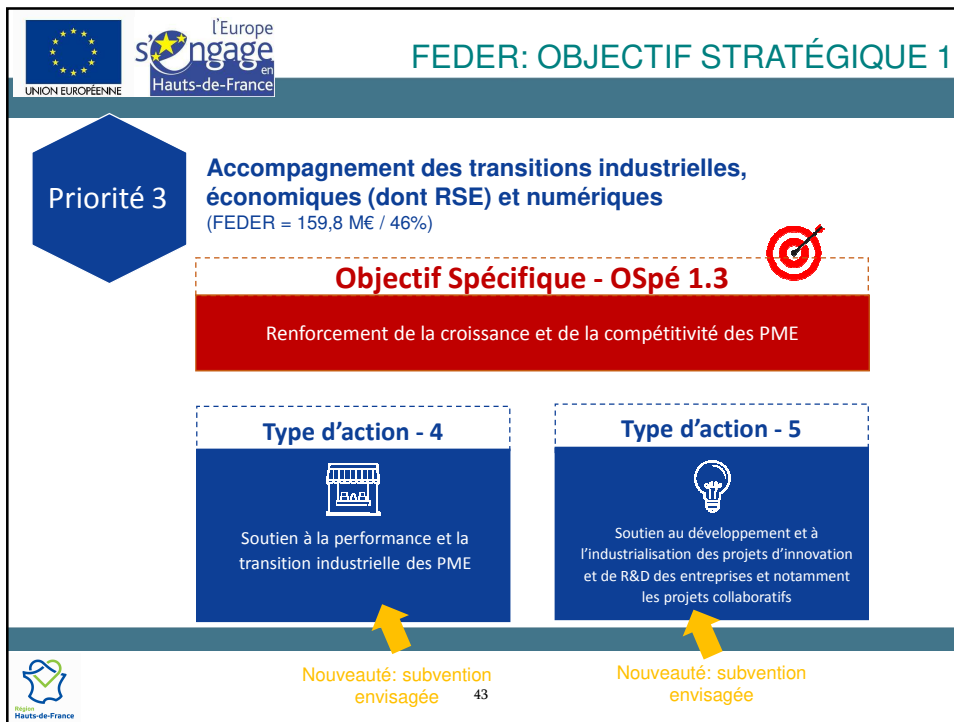 UNION EUROPÉENNE
l'Europe
s'engage
en
Hauts-de-France
FEDER: OBJECTIF STRATÉGIQUE 1
Priorité 3
Accompagnement des transitions industrielles,
économiques (dont RSE) et numériques
(FEDER = 159,8 M€ / 46%)
Objectif Spécifique - OSpé 1.3
Renforcement de la croissance et de la compétitivité des PME
Type d'action - 4
Soutien à la performance et la
transition industrielle des PME
Type d'action - 5
Soutien au développement et à
l'industrialisation des projets d'innovation
et de R&D des entreprises et notamment
les projets collaboratifs
Nouveauté: subvention
envisagée
Nouveauté: subvention
envisagée
43
Région
Hauts-de-France